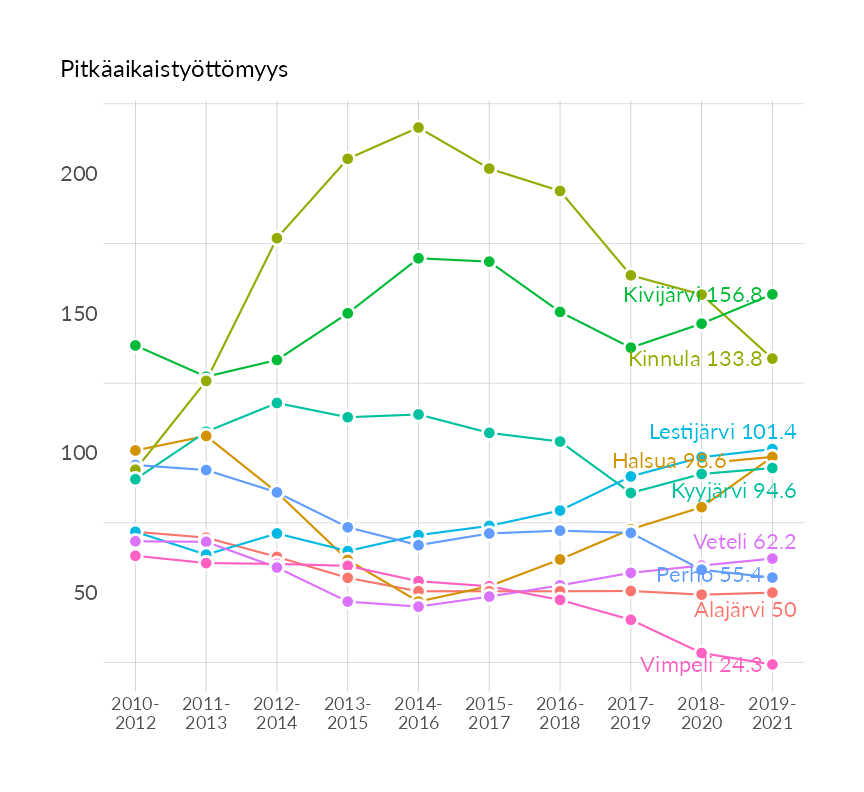 Pitkäaikaistyöttömyys
200
150
100
50
Kivijärvi 156.8
Kinnula 133.8
Lestijärvi 101.4
Halsua 98.6
Kyyjärvi 94.6
Veteli 62.2
Perho 55.4
Alajärvi 50
Vimpeli 24.3
2010- 2011- 2012- 2013- 2014- 2015- 2016- 2017- 2018- 2019-
2012 2013 2014 2015 2016 2017 2018 2019 2020 2021